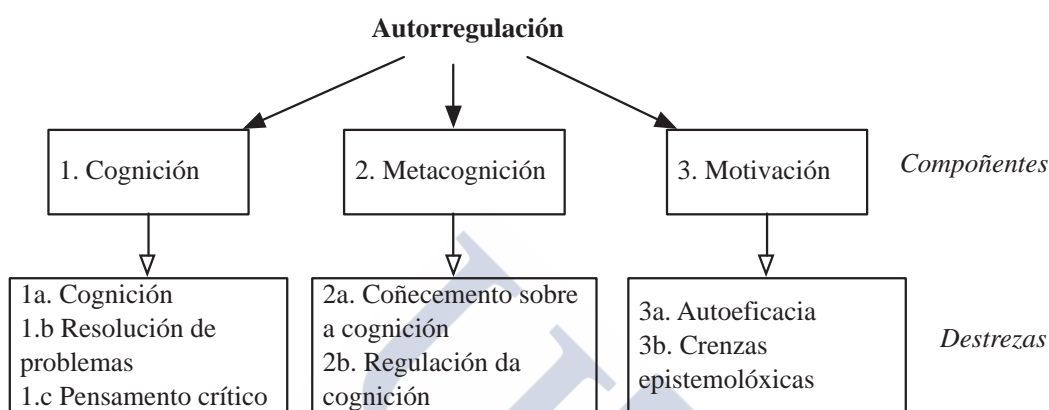 Autorregulación
1. Cognición
2. Metacognición
3. Motivación
Compoñentes
1a. Cognición
1.b Resolución de
problemas
1.c Pensamento crítico
2a. Coñecemento sobre
a cognición
2b. Regulación da
cognición
3a. Autoeficacia
3b. Crenzas
epistemolóxicas
Destrezas